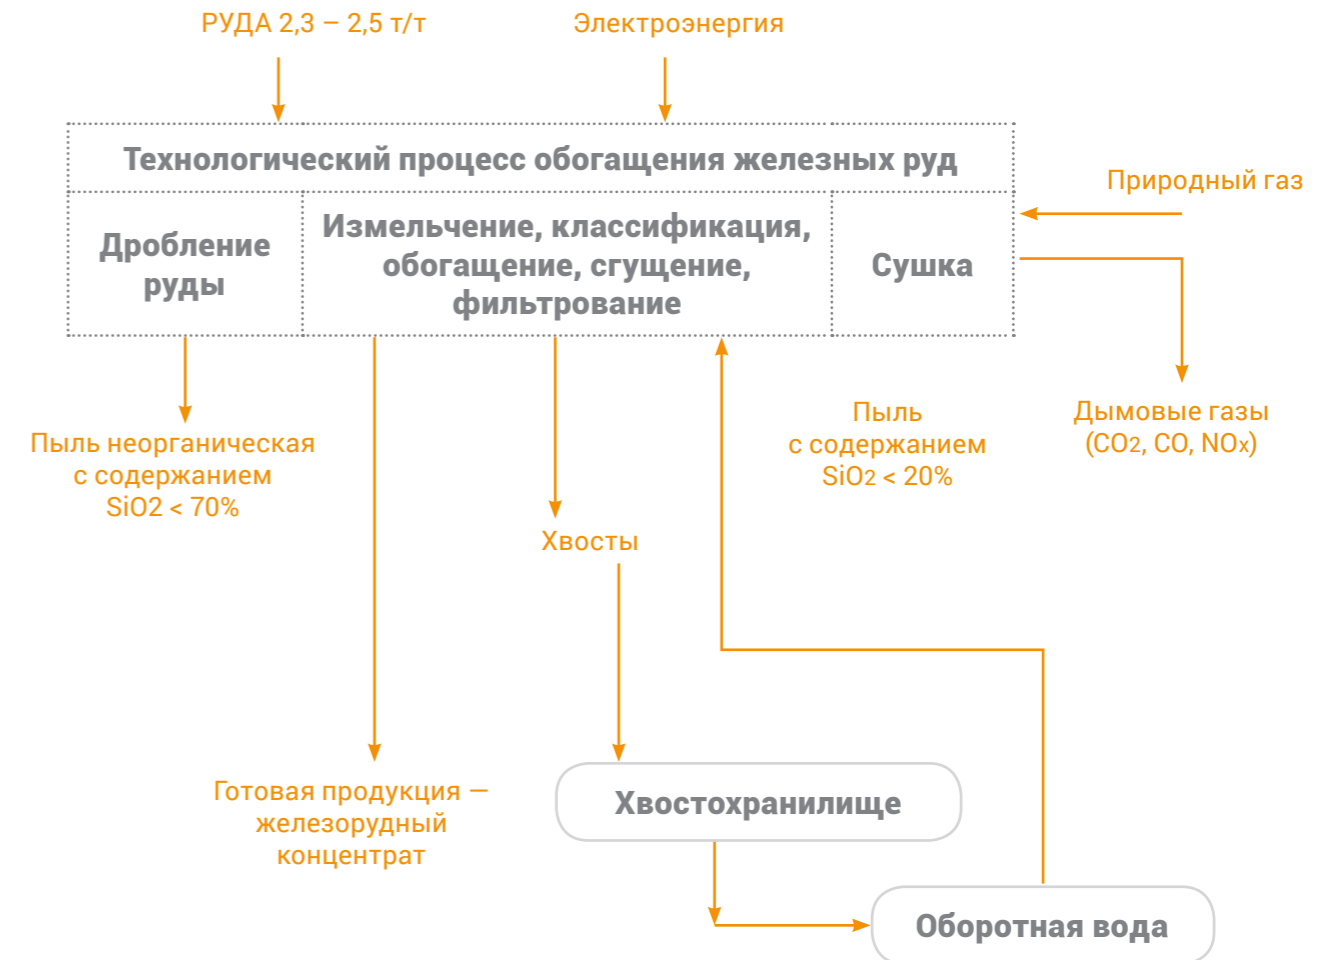 РУДА 2,3 – 2,5 т/т
Электроэнергия
Технологический процесс обогащения железных руд
Природный газ
Дробление
руды
Измельчение, классификация,
обогащение, сгущение,
фильтрование
Сушка
Пыль неорганическая
с содержанием
SiO2 < 70%
Пыль
с содержанием
SiO2 < 20%
Дымовые газы
(CO2, CO, NOx)
Хвосты
Готовая продукция —
железорудный
концентрат
Хвостохранилище
Оборотная вода